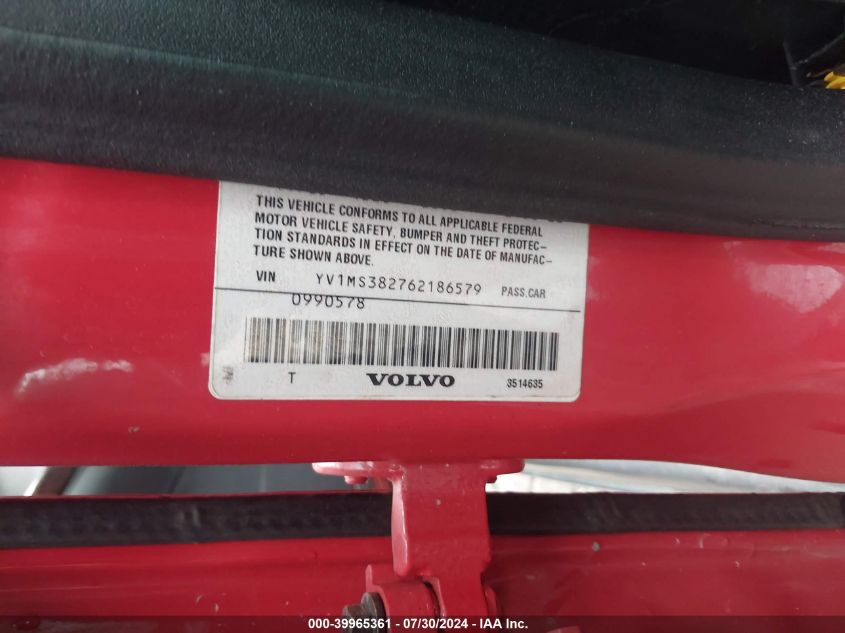 THIS VEHICLE CONFORMS TO ALL APPLICABLE FEDERAL
MOTOR VEHICLE SAFETY, BUMPER AND THEFT PROTEC-
TION STANDARDS IN EFFECT ON THE DATE OF MANUFAC-
TURE SHOWN ABOVE.
VIN YV1MS382762186579 PASS.CAR
0990578
T VOLVO 3514635
000-39965361 - 07/30/2024 - IAA Inc.